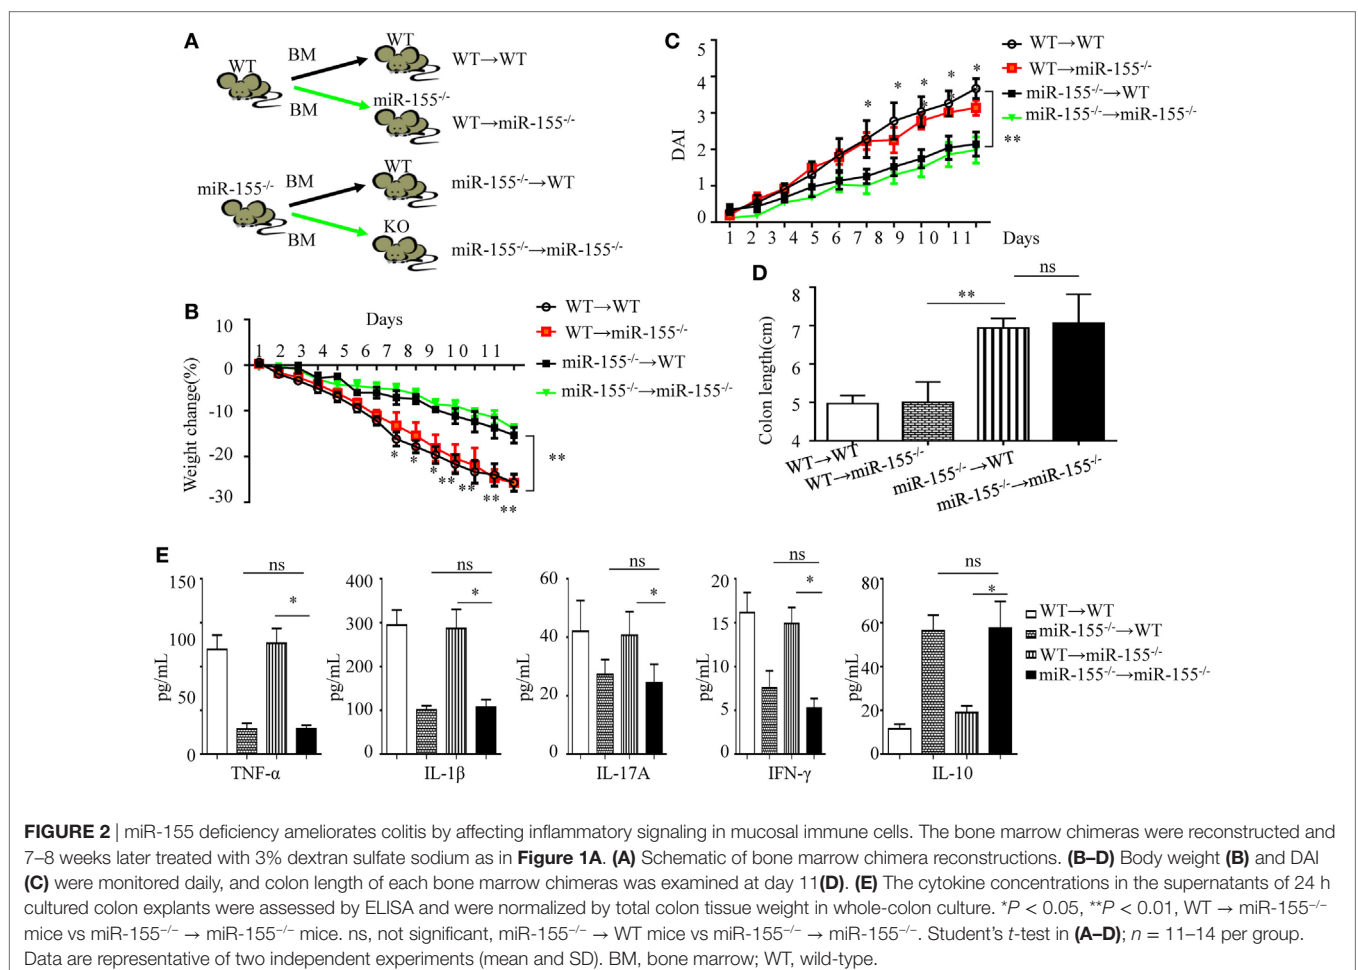 A
WT
BM
BM
WT
WT→WT
miR-155-/-
WT→miR-155-/-
miR-155-/-
BM
BM
WT
miR-155-/-→WT
KO
miR-155-/-→miR-155-/-
B
WT→WT
WT→miR-155-/-
miR-155-/-→WT
miR-155-/-→miR-155-/-
Days
1 2 3 4 5 6 7 8 9 10 11
Weight change(%)
10
0
-10
-20
-30
* * * ** ** ** **
**
C
WT→WT
WT→miR-155-/-
miR-155-/-→WT
miR-155-/-→miR-155-/-
DAI
5
4
3
2
1
0
* * * * *
* *
**
1 2 3 4 5 6 7 8 9 10 11 Days
D
ns
**
Colon length(cm)
8
7
6
5
4
WT→WT
WT→miR-155-/-
miR-155-/-→WT
miR-155-/-→miR-155-/-
E
pg/mL
150
100
50
0
ns
*
TNF-α
pg/mL
400
300
200
100
0
ns
*
IL-1β
pg/mL
60
40
20
0
ns
*
IL-17A
pg/mL
20
15
10
5
0
ns
*
IFN-γ
pg/mL
80
60
40
20
0
ns
*
IL-10
WT→WT
miR-155-/-→WT
WT→miR-155-/-
miR-155-/-→miR-155-/-
FIGURE 2 | miR-155 deficiency ameliorates colitis by affecting inflammatory signaling in mucosal immune cells. The bone marrow chimeras were reconstructed and
7–8 weeks later treated with 3% dextran sulfate sodium as in Figure 1A. (A) Schematic of bone marrow chimera reconstructions. (B–D) Body weight (B) and DAI
(C) were monitored daily, and colon length of each bone marrow chimeras was examined at day 11(D). (E) The cytokine concentrations in the supernatants of 24 h
cultured colon explants were assessed by ELISA and were normalized by total colon tissue weight in whole-colon culture. *P < 0.05, **P < 0.01, WT → miR-155−/−
mice vs miR-155−/− → miR-155−/− mice. ns, not significant, miR-155−/− → WT mice vs miR-155−/− → miR-155−/−. Student’s t-test in (A–D); n = 11–14 per group.
Data are representative of two independent experiments (mean and SD). BM, bone marrow; WT, wild-type.